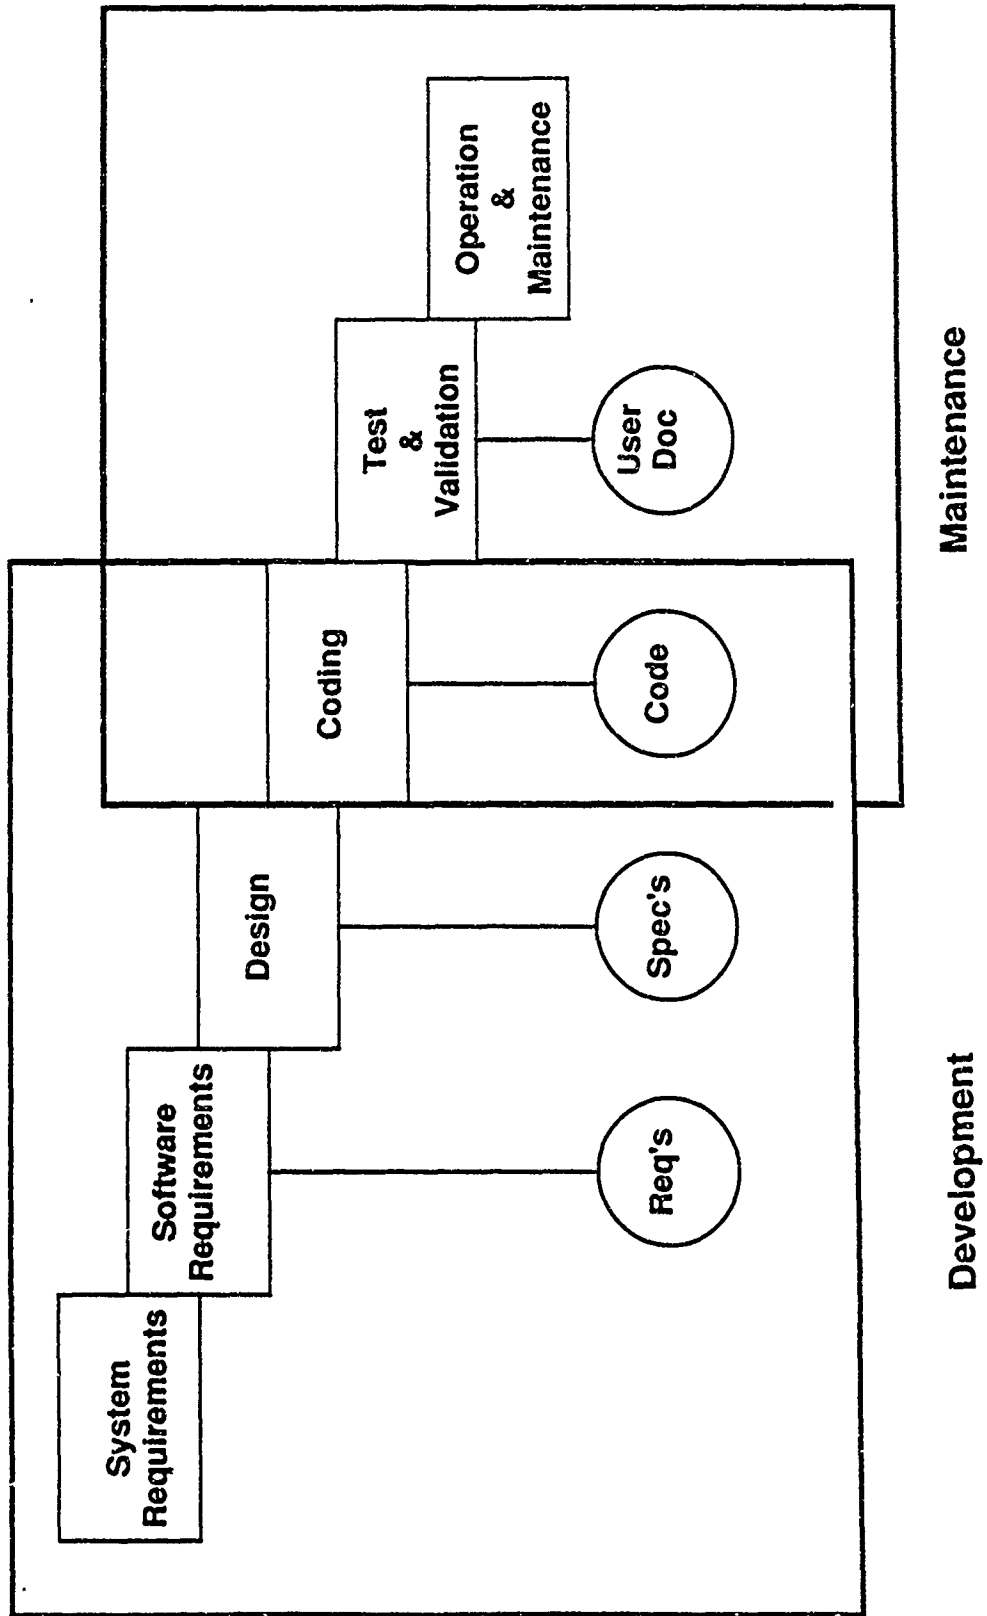 System
Requirements
Software
Requirements
Design
Coding
Test
&
Validation
Operation
&
Maintenance
Req's
Spec's
Code
User
Doc
Development
Maintenance